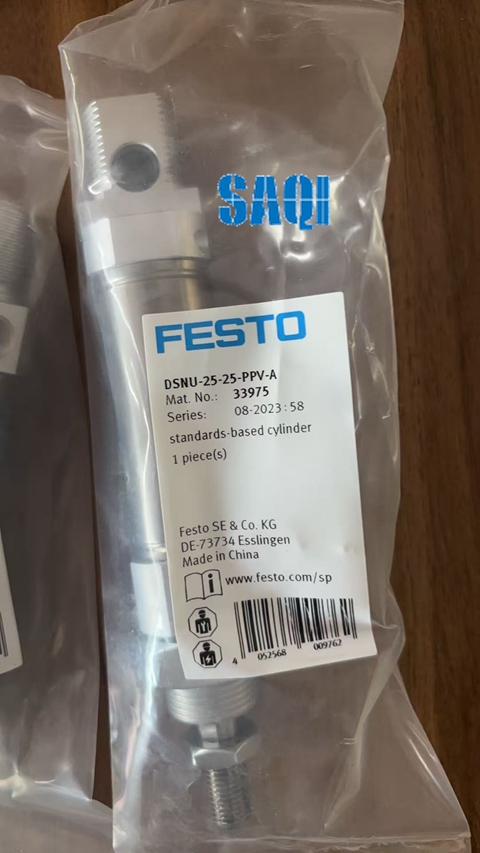 SAQI
FESTO
DSNU-25-25-PPV-A
Mat. No.: 33975
Series: 08-2023:58
standards-based cylinder
1 piece(s)
Festo SE & Co. KG
DE-73734 Esslingen
Made in China
www.festo.com/sp
4 052568 009762